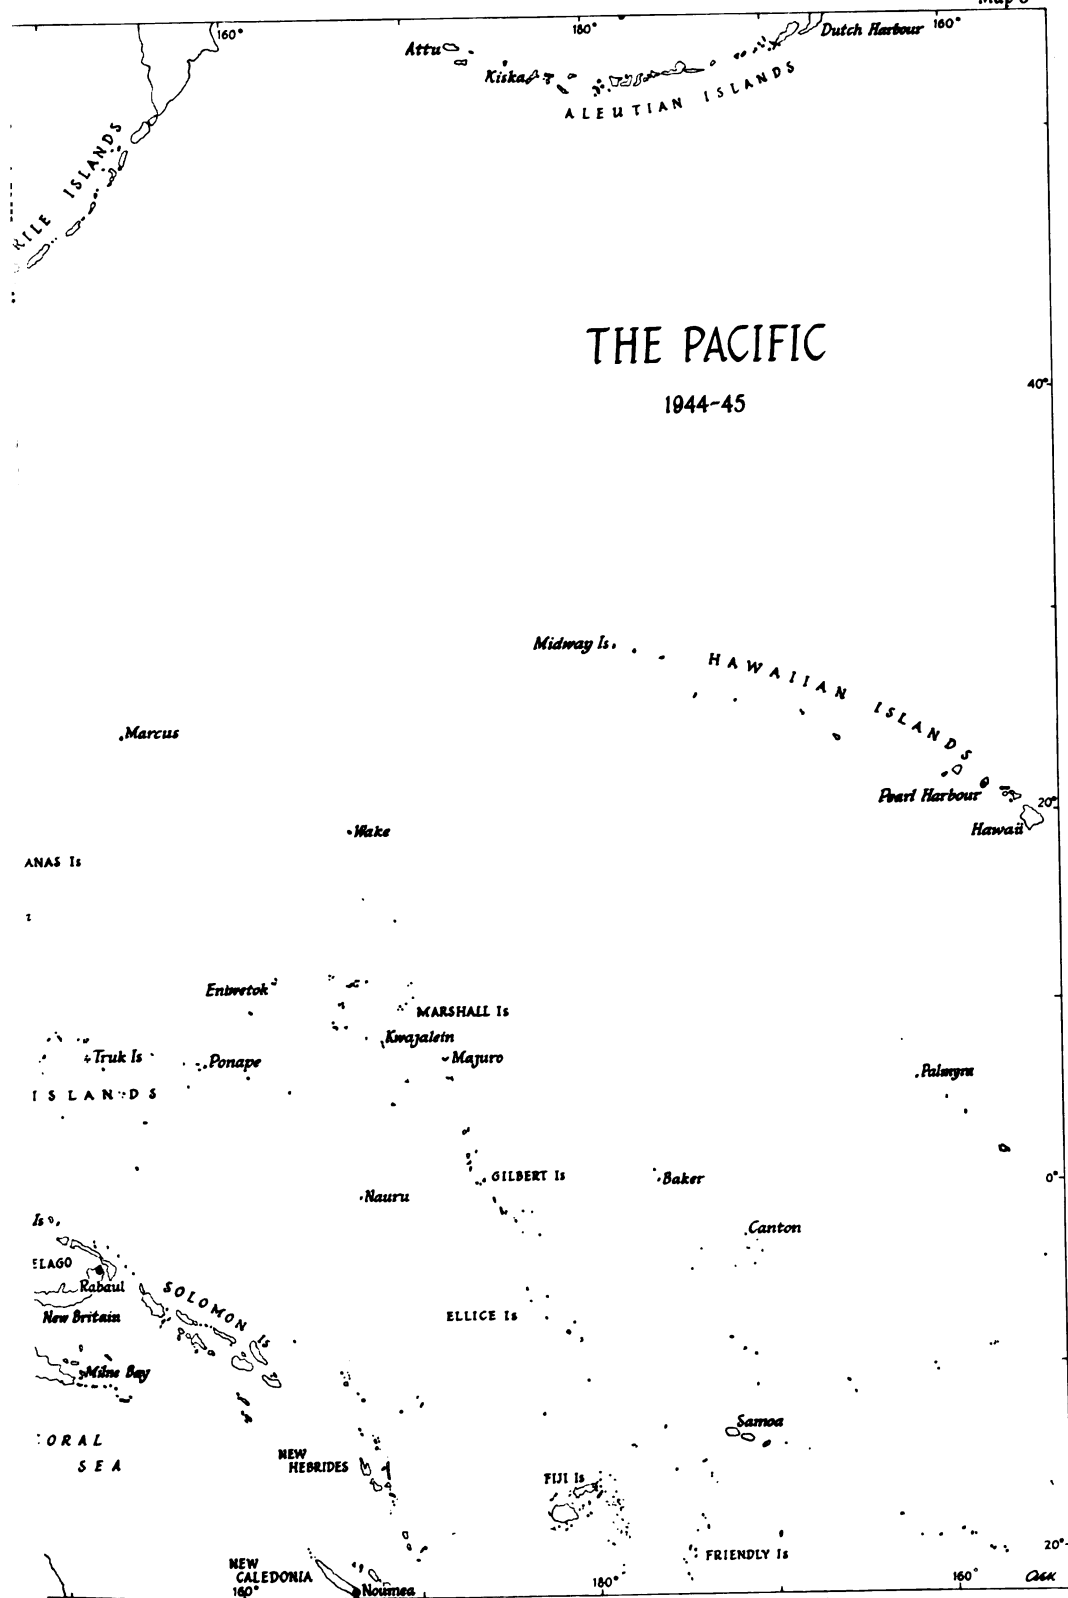 160°
180°
160°
Dutch Harbour
Attu
Kiska
ALEUTIAN ISLANDS
RILE ISLANDS
THE PACIFIC
1944-45
40°
Midway Is.
HAWAIIAN ISLANDS
Marcus
Pearl Harbour
20°
Hawaii
Wake
ANAS Is
Eniwetok
MARSHALL Is
Kwajalein
Truk Is
Ponape
Majuro
Palmyra
ISLANDS
GILBERT Is
Baker
0°
Nauru
Is
Canton
ELAGO
Rabaul
SOLOMON Is
New Britain
ELLICE Is
Milne Bay
Samoa
ORAL
SEA
NEW
HEBRIDES
FIJI Is
FRIENDLY Is
20°
NEW
CALEDONIA
Noumea
160°
180°
160°